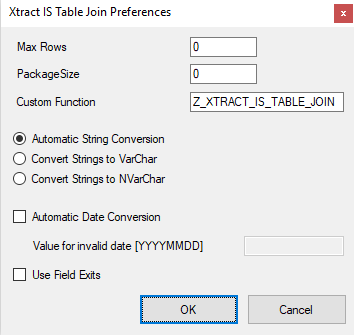 Xtract IS Table Join Preferences
Max Rows 0
PackageSize 0
Custom Function Z_XTRACT_IS_TABLE_JOIN
Automatic String Conversion
Convert Strings to VarChar
Convert Strings to NVarChar
Automatic Date Conversion
Value for invalid date [YYYYMMDD]
Use Field Exits
OK Cancel